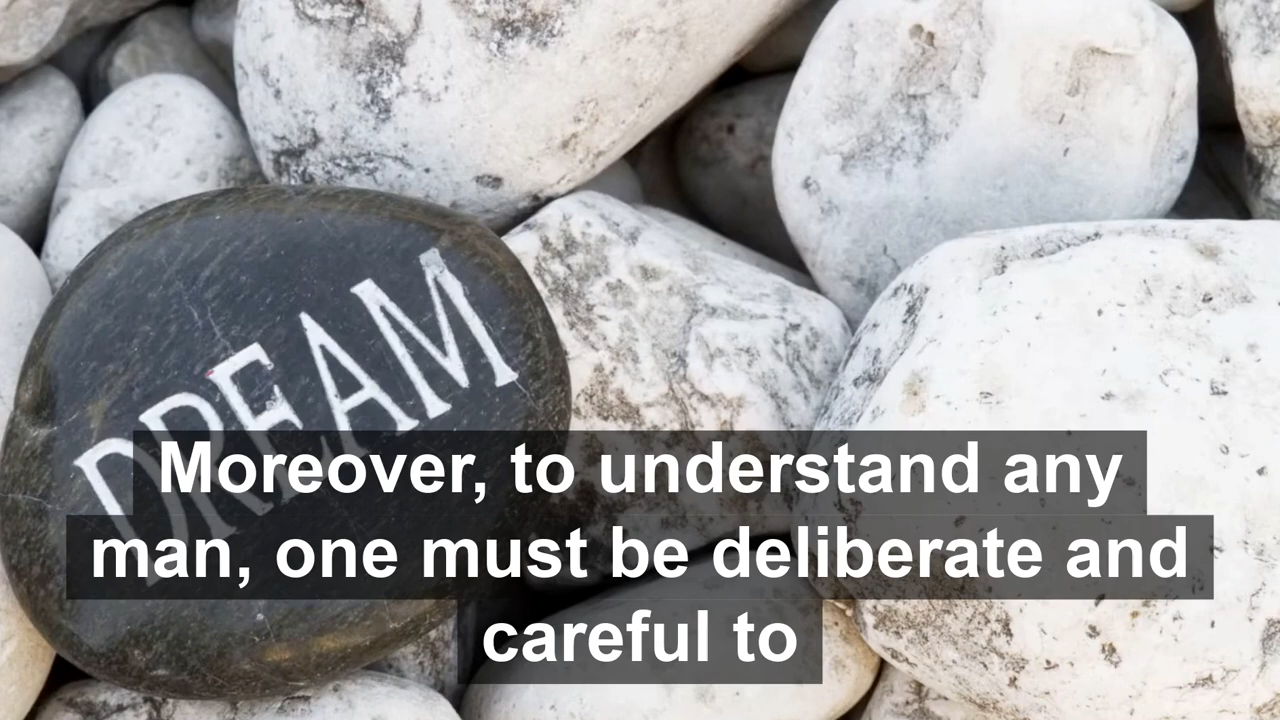 DREAM
Moreover, to understand any
man, one must be deliberate and
careful to